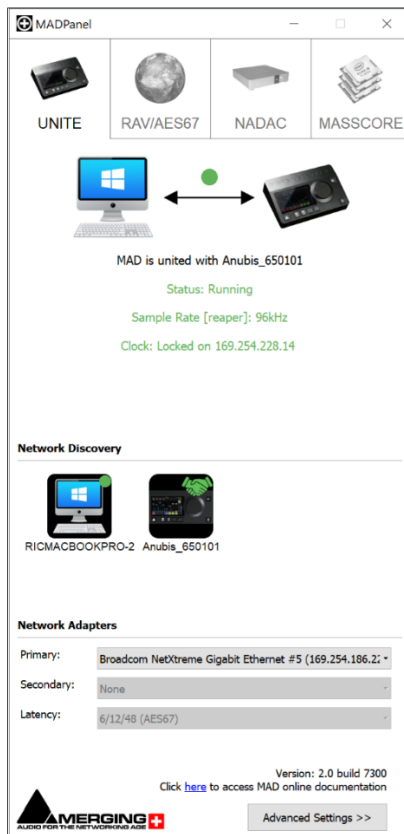 MADPanel
UNITE
RAV/AES67
NADAC
MASSCORE
MAD is united with Anubis_650101
Status: Running
Sample Rate [reaper]: 96kHz
Clock: Locked on 169.254.228.14
Network Discovery
RICMACBOOKPRO-2 Anubis_650101
Network Adapters
Primary: Broadcom NetXtreme Gigabit Ethernet #5 (169.254.186.2
Secondary: None
Latency: 6/12/48 (AES67)
Version: 2.0 build 7300
Click here to access MAD online documentation
MERGING
AUDIO FOR THE NETWORKING AGE
Advanced Settings >>